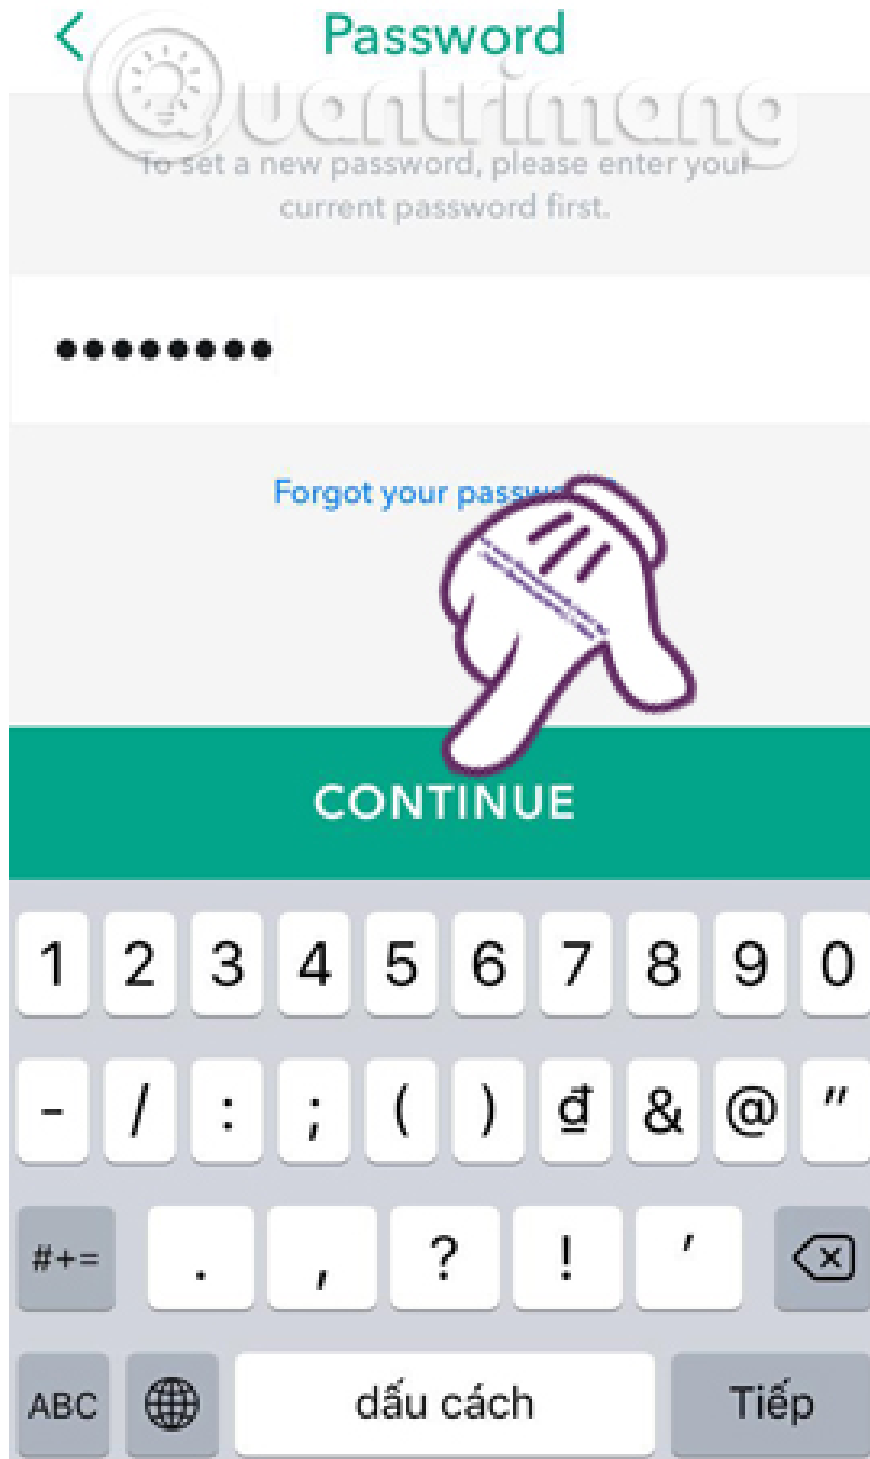 Password
Quantrimang
To set a new password, please enter your
current password first.
Forgot your
CONTINUE
1 2 3 4 5 6 7 8 9 0
- / : ; ( ) ₫ & @ "
#+= . , ? ! '
ABC dấu cách Tiếp